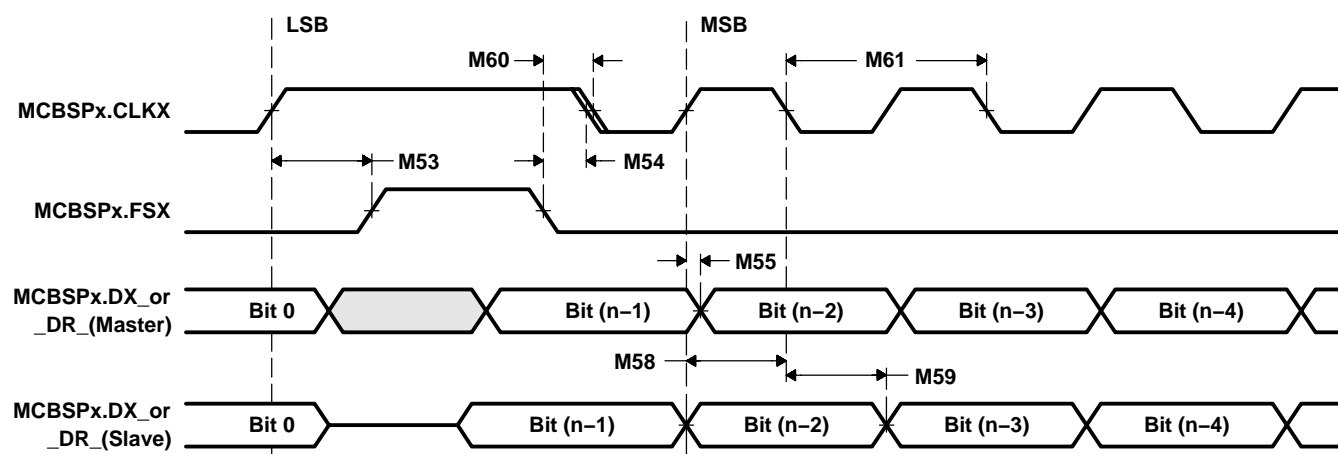 LSB
MSB
M60
M61
MCBSPx.CLKX
M53
M54
MCBSPx.FSX
M55
MCBSPx.DX_or
_DR_(Master)
Bit 0
Bit (n−1)
Bit (n−2)
Bit (n−3)
Bit (n−4)
M58
M59
MCBSPx.DX_or
_DR_(Slave)
Bit 0
Bit (n−1)
Bit (n−2)
Bit (n−3)
Bit (n−4)